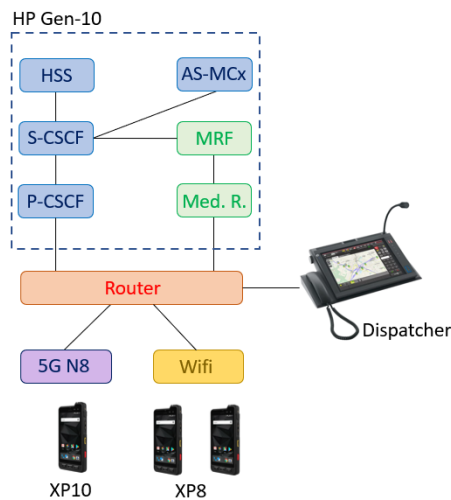 HP Gen-10
HSS
AS-MCx
S-CSCF
MRF
P-CSCF
Med. R.
Router
Dispatcher
5G N8
Wifi
XP10
XP8